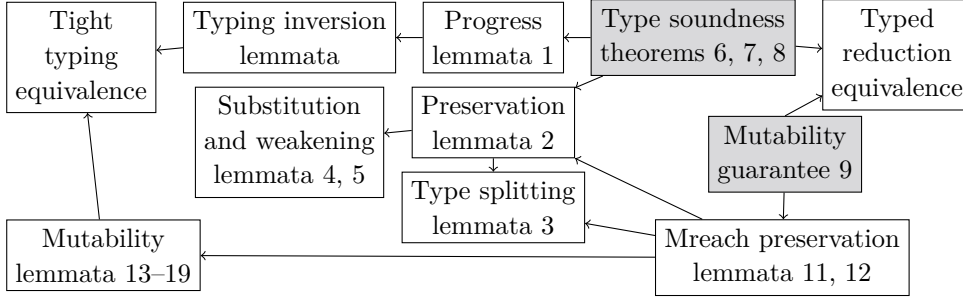 Tight
typing
equivalence
Typing inversion
lemmata
Progress
lemmata 1
Type soundness
theorems 6, 7, 8
Typed
reduction
equivalence
Substitution
and weakening
lemmata 4, 5
Preservation
lemmata 2
Mutability
guarantee 9
Type splitting
lemmata 3
Mutability
lemmata 13–19
Mreach preservation
lemmata 11, 12